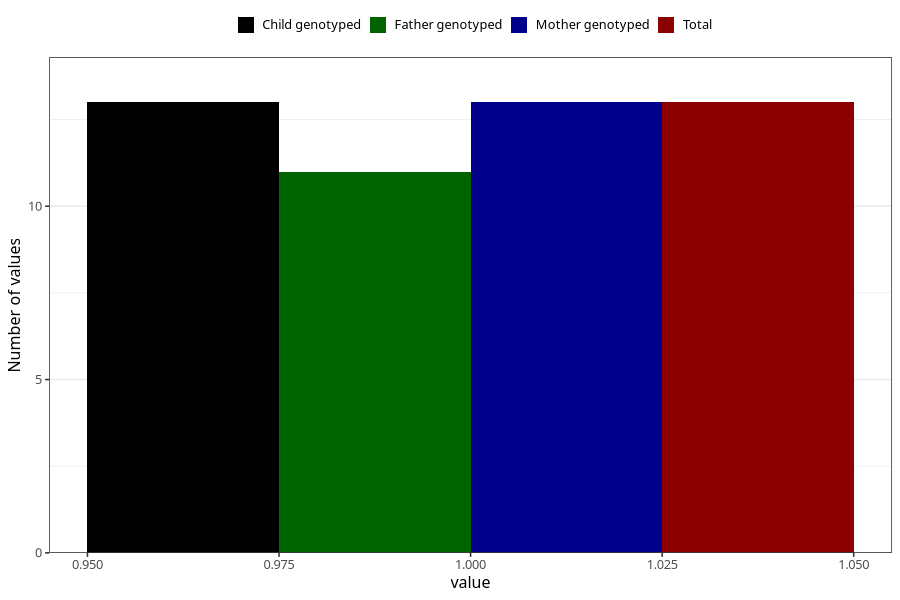 Child genotyped Father genotyped Mother genotyped Total
Number of values
10
5
0
0.950 0.975 1.000 1.025 1.050
value